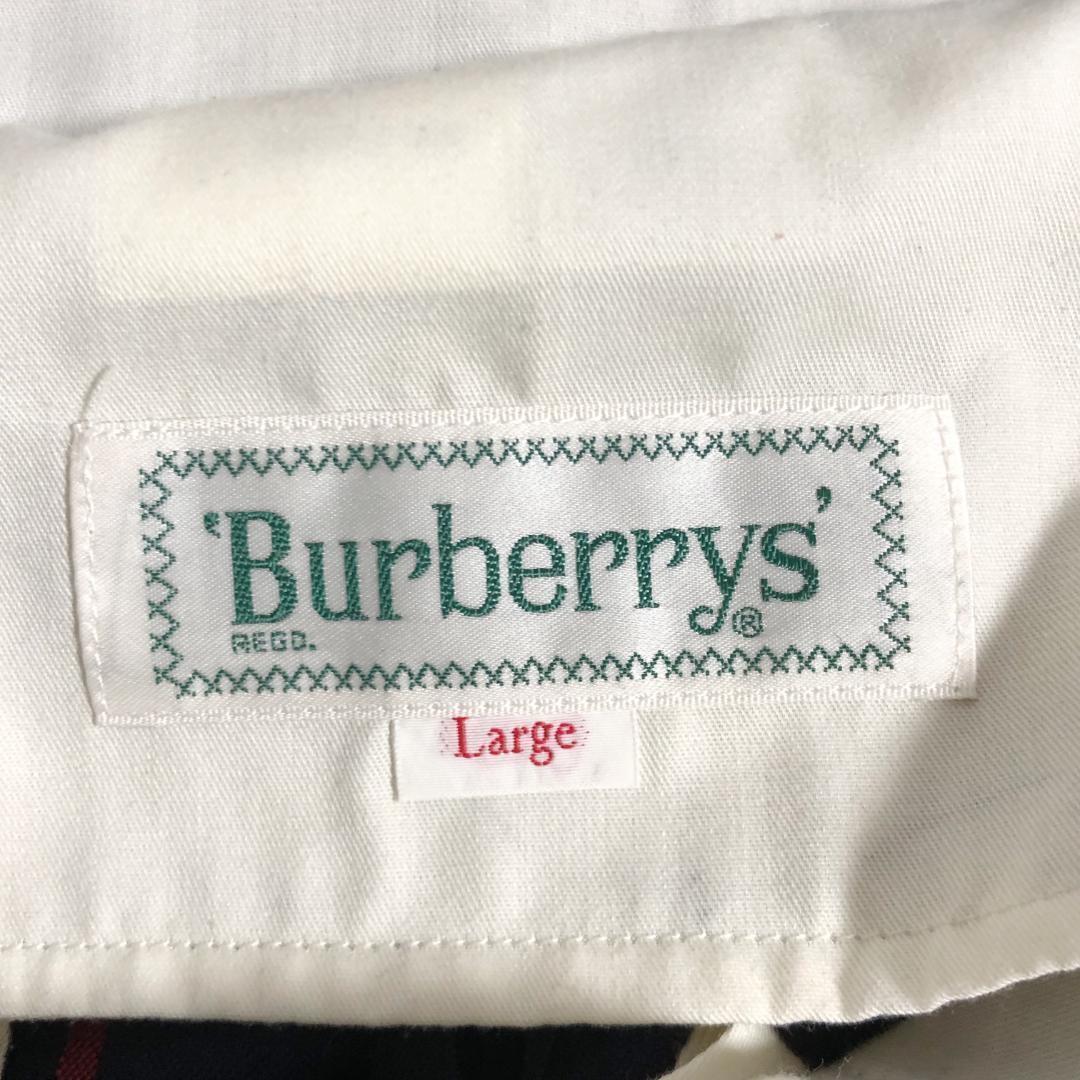 'Burberrys'
REGD. ®
Large